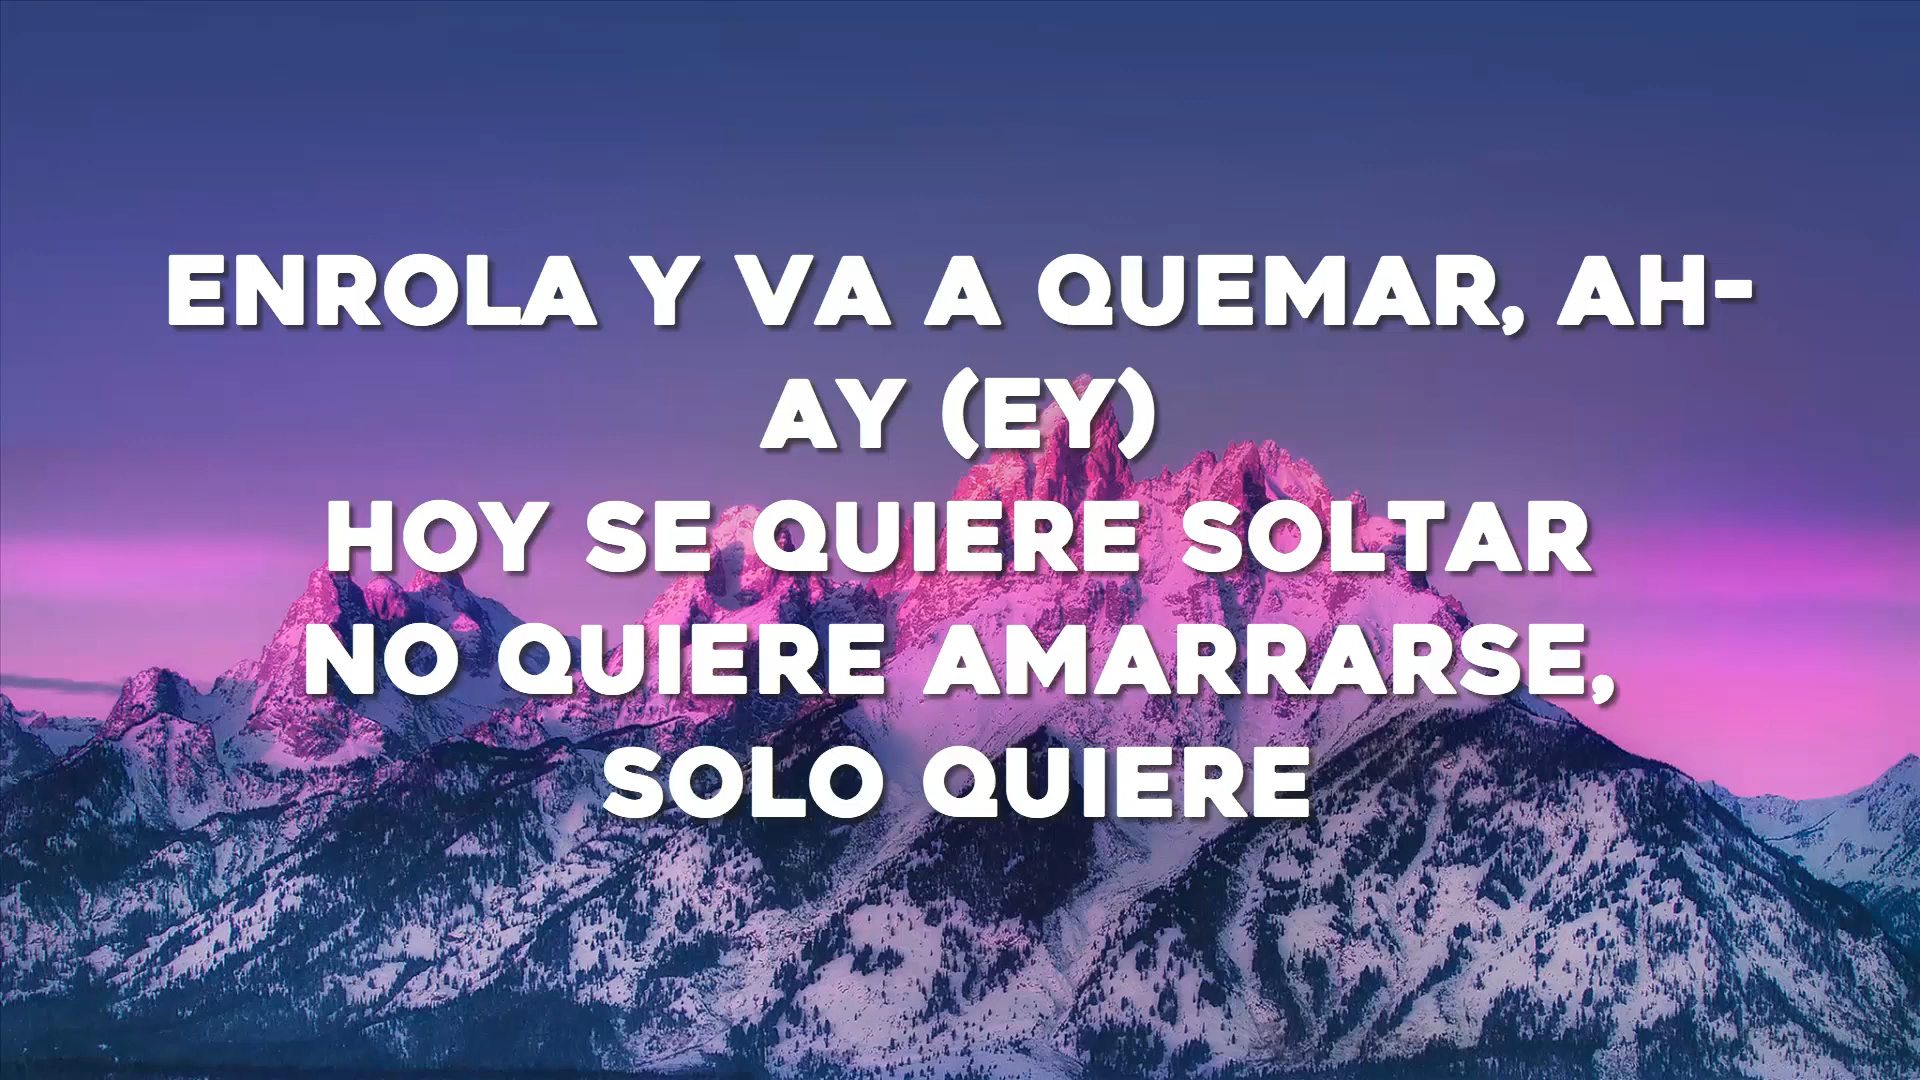 ENROLA Y VA A QUEMAR, AH-
AY (EY)
HOY SE QUIERE SOLTAR
NO QUIERE AMARRARSE,
SOLO QUIERE